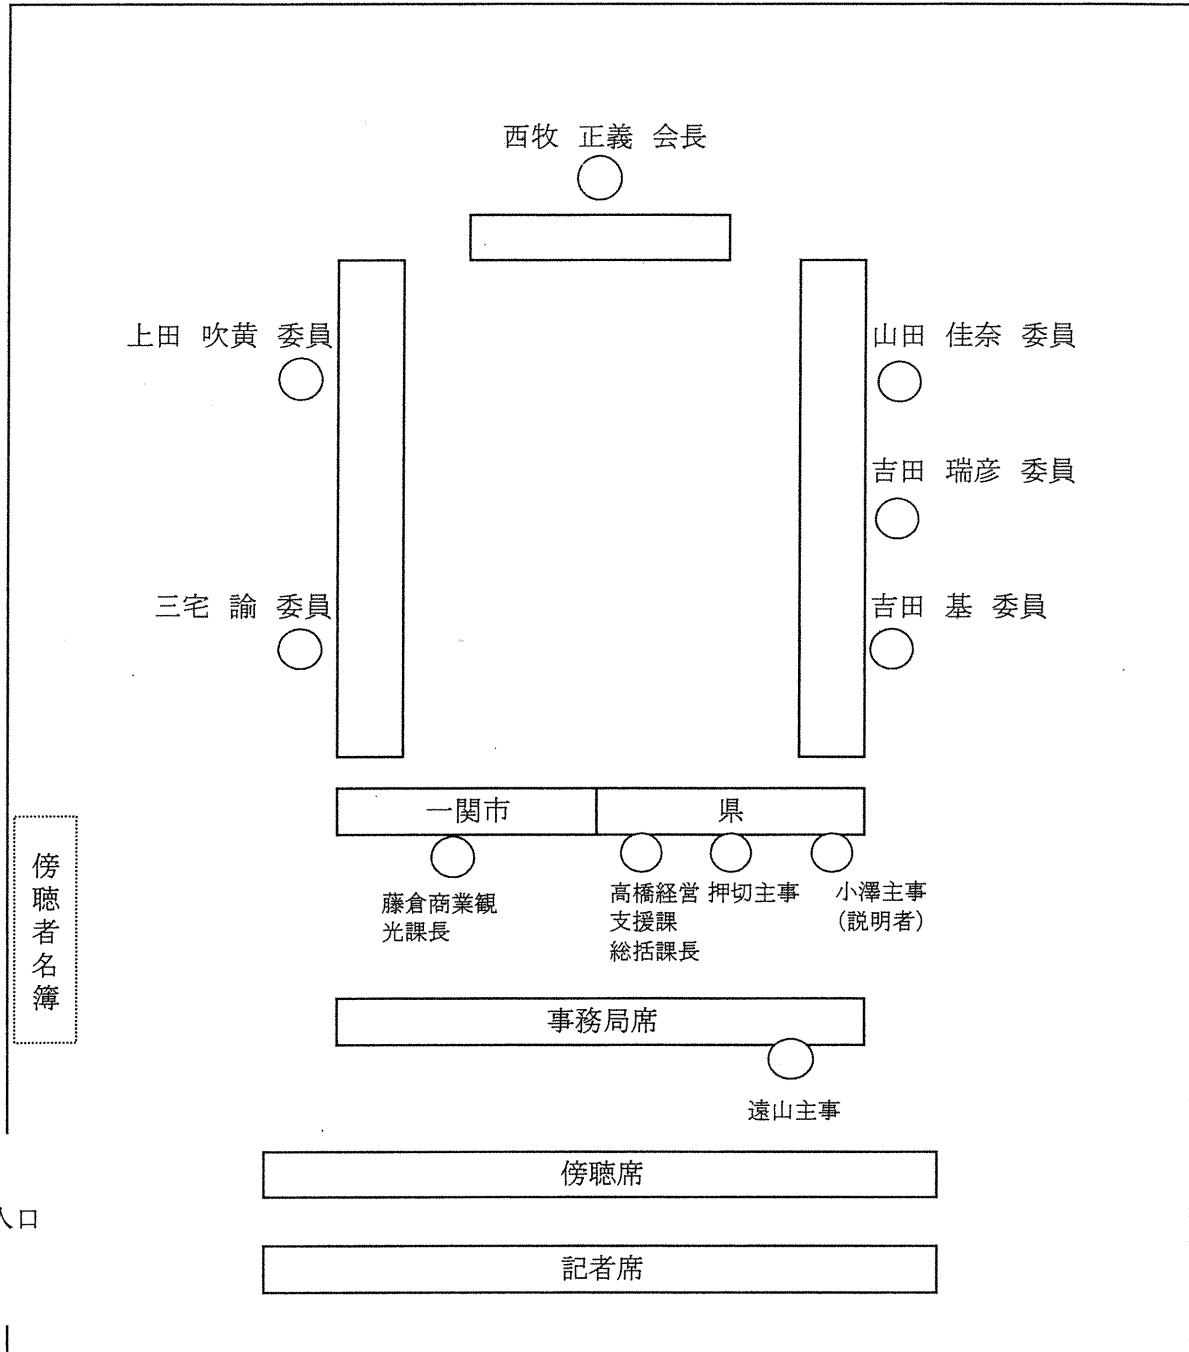 西牧 正義 会長
上田 吹黄 委員
山田 佳奈 委員
吉田 瑞彦 委員
三宅 諭 委員
吉田 基 委員
一関市
県
藤倉商業観
光課長
高橋経営
支援課
総括課長
押切主事
小澤主事
(説明者)
傍聴者名簿
事務局席
遠山主事
傍聴席
入口
記者席